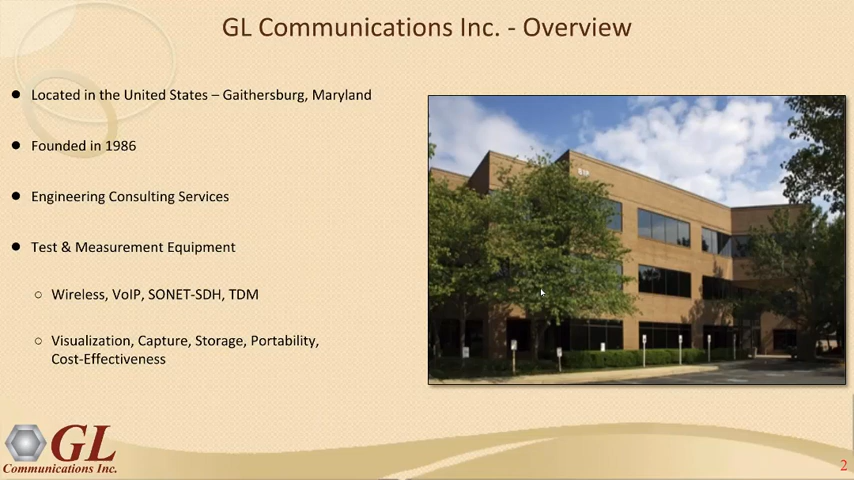 GL Communications Inc. - Overview
● Located in the United States – Gaithersburg, Maryland
● Founded in 1986
● Engineering Consulting Services
● Test & Measurement Equipment
○ Wireless, VoIP, SONET-SDH, TDM
○ Visualization, Capture, Storage, Portability,
Cost-Effectiveness
GL
Communications Inc.
2